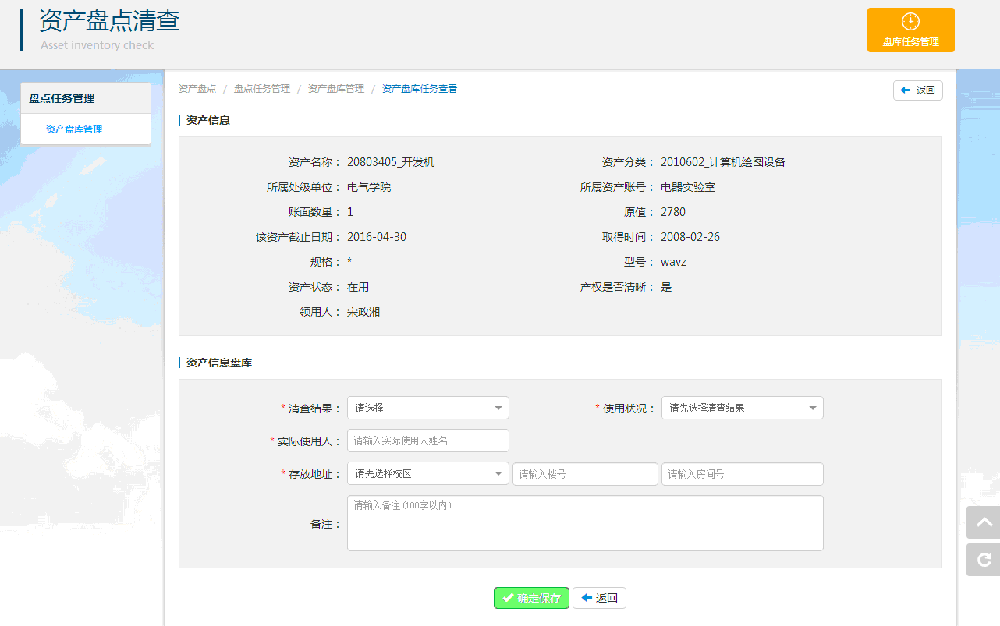 资产盘点清查
Asset inventory check
盘库任务管理
盘点任务管理
资产盘库管理
资产盘点 / 盘点任务管理 / 资产盘库管理 / 资产盘库任务查看
返回
资产信息
资产名称： 20803405_开发机 资产分类： 2010602_计算机绘图设备
所属处级单位： 电气学院 所属资产账号： 电器实验室
账面数量： 1 原值： 2780
该资产截止日期： 2016-04-30 取得时间： 2008-02-26
规格： * 型号： wavz
资产状态： 在用 产权是否清晰： 是
领用人： 宋政湘
资产信息盘库
* 清查结果： 请选择 * 使用状况： 请先选择清查结果
* 实际使用人： 请输入实际使用人姓名
* 存放地址： 请先选择校区 请输入楼号 请输入房间号
备注： 请输入备注(100字以内)
确定保存 返回